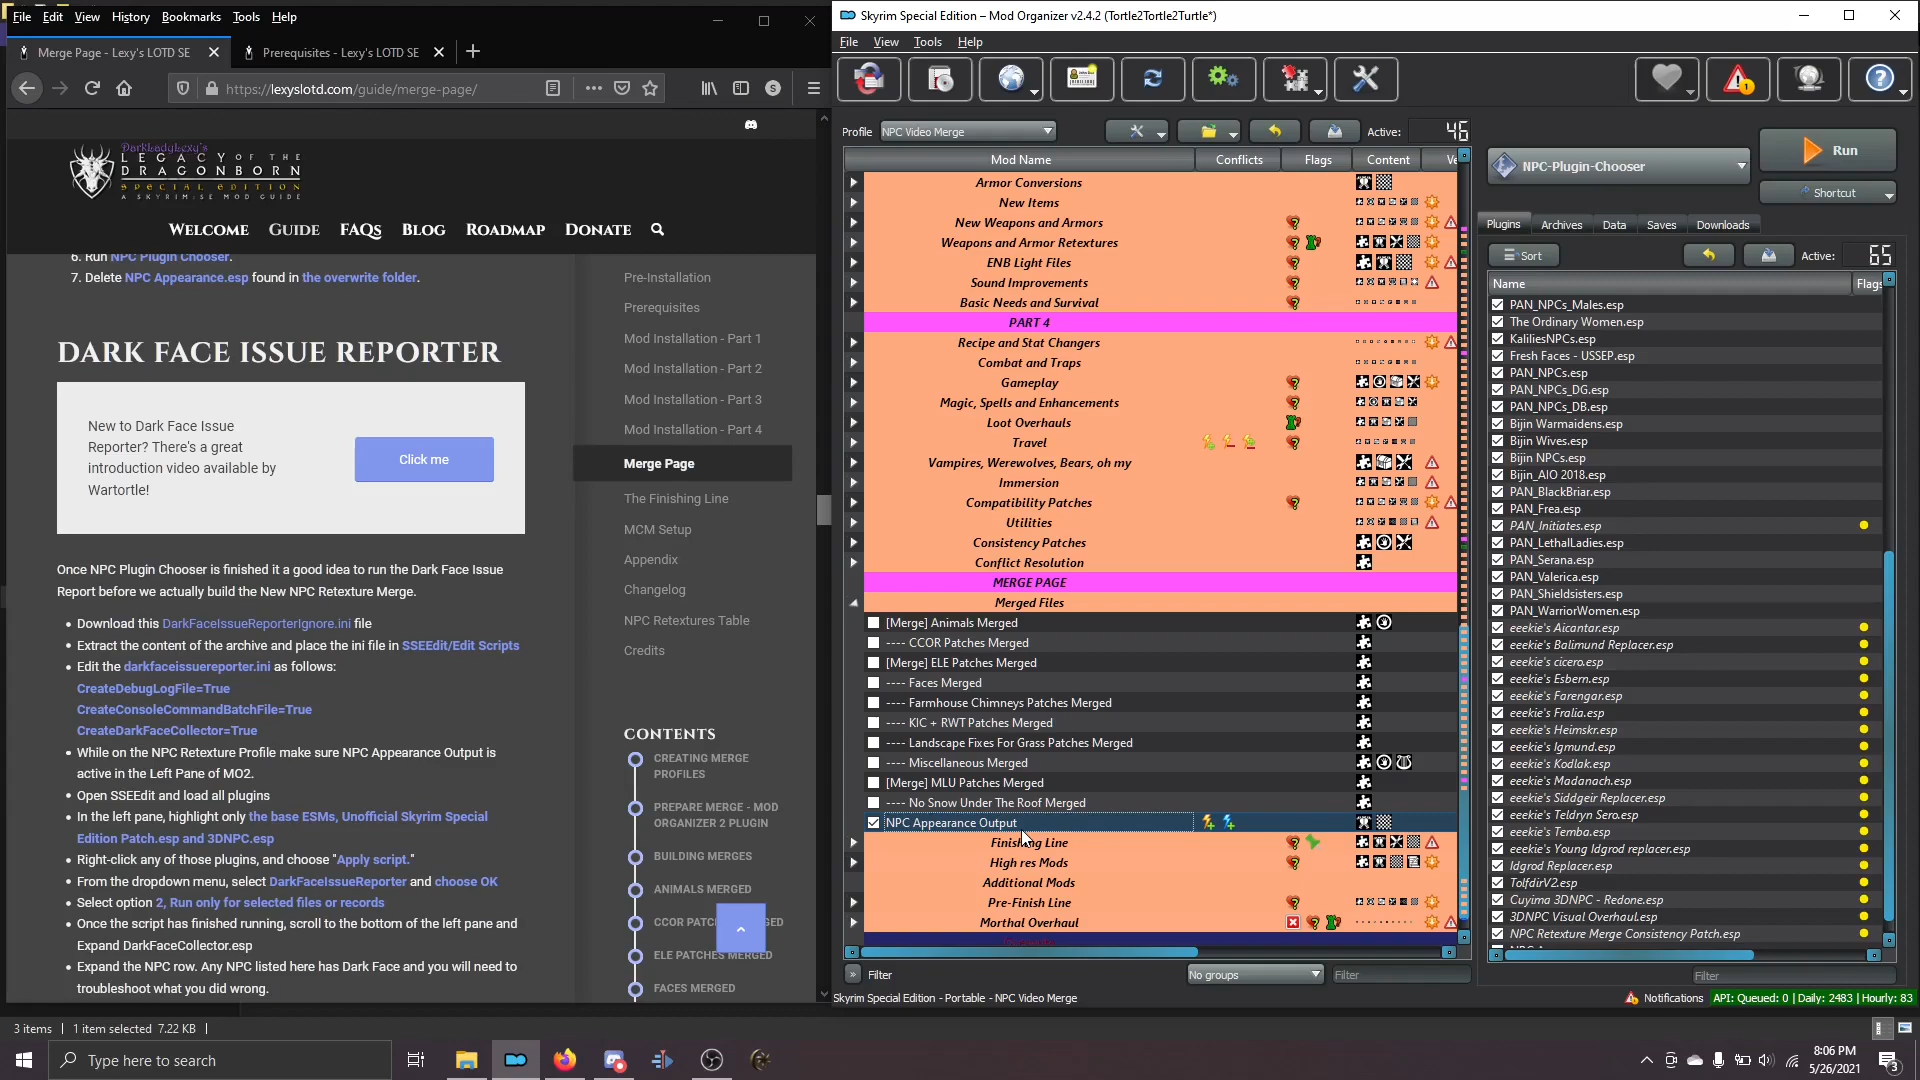 File Edit View History Bookmarks Tools Help
Merge Page - Lexy's LOTD SE
Prerequisites - Lexy's LOTD SE
https://lexyslotd.com/guide/merge-page/
DarkLadyLexy's
LEGACY OF THE
DRAGONBORN
SPECIAL EDITION
A SKYRIM/SE MOD GUIDE
WELCOME GUIDE FAQS BLOG ROADMAP DONATE
6. Run NPC Plugin Chooser.
7. Delete NPC Appearance.esp found in the overwrite folder.
DARK FACE ISSUE REPORTER
New to Dark Face Issue
Reporter? There's a great
introduction video available by
Wartortle!
Click me
Once NPC Plugin Chooser is finished it a good idea to run the Dark Face Issue
Report before we actually build the New NPC Retexture Merge.
• Download this DarkFaceIssueReporterIgnore.ini file
• Extract the content of the archive and place the ini file in SSEEdit/Edit Scripts
• Edit the darkfaceissuereporter.ini as follows:
CreateDebugLogFile=True
CreateConsoleCommandBatchFile=True
CreateDarkFaceCollector=True
• While on the NPC Retexture Profile make sure NPC Appearance Output is
active in the Left Pane of MO2.
• Open SSEEdit and load all plugins
• In the left pane, highlight only the base ESMs, Unofficial Skyrim Special
Edition Patch.esp and 3DNPC.esp
• Right-click any of those plugins, and choose "Apply script."
• From the dropdown menu, select DarkFaceIssueReporter and choose OK
• Select option 2, Run only for selected files or records
• Once the script has finished running, scroll to the bottom of the left pane and
Expand DarkFaceCollector.esp
• Expand the NPC row. Any NPC listed here has Dark Face and you will need to
troubleshoot what you did wrong.
Pre-Installation
Prerequisites
Mod Installation - Part 1
Mod Installation - Part 2
Mod Installation - Part 3
Mod Installation - Part 4
Merge Page
The Finishing Line
MCM Setup
Appendix
Changelog
NPC Retextures Table
Credits
CONTENTS
CREATING MERGE
PROFILES
PREPARE MERGE - MOD
ORGANIZER 2 PLUGIN
BUILDING MERGES
ANIMALS MERGED
CCOR PATC GED
ELE PATCHES MERGED
FACES MERGED
3 items 1 item selected 7.22 KB
Skyrim Special Edition – Mod Organizer v2.4.2 (Tortle2Tortle2Turtle*)
File View Tools Help
Profile NPC Video Merge Active: 46
Mod Name Conflicts Flags Content Ve
Armor Conversions
New Items
New Weapons and Armors
Weapons and Armor Retextures
ENB Light Files
Sound Improvements
Basic Needs and Survival
PART 4
Recipe and Stat Changers
Combat and Traps
Gameplay
Magic, Spells and Enhancements
Loot Overhauls
Travel
Vampires, Werewolves, Bears, oh my
Immersion
Compatibility Patches
Utilities
Consistency Patches
Conflict Resolution
MERGE PAGE
Merged Files
[Merge] Animals Merged
---- CCOR Patches Merged
[Merge] ELE Patches Merged
---- Faces Merged
---- Farmhouse Chimneys Patches Merged
---- KIC + RWT Patches Merged
---- Landscape Fixes For Grass Patches Merged
---- Miscellaneous Merged
[Merge] MLU Patches Merged
---- No Snow Under The Roof Merged
NPC Appearance Output
Finishing Line
High res Mods
Additional Mods
Pre-Finish Line
Morthal Overhaul
» Filter No groups Filter
Skyrim Special Edition - Portable - NPC Video Merge
NPC-Plugin-Chooser
Run
Shortcut
Plugins Archives Data Saves Downloads
Sort Active: 65
Name Flags
PAN_NPCs_Males.esp
The Ordinary Women.esp
KaliliesNPCs.esp
Fresh Faces - USSEP.esp
PAN_NPCs.esp
PAN_NPCs_DG.esp
PAN_NPCs_DB.esp
Bijin Warmaidens.esp
Bijin Wives.esp
Bijin NPCs.esp
Bijin_AIO 2018.esp
PAN_BlackBriar.esp
PAN_Frea.esp
PAN_Initiates.esp
PAN_LethalLadies.esp
PAN_Serana.esp
PAN_Valerica.esp
PAN_Shieldsisters.esp
PAN_WarriorWomen.esp
eeekie's Aicantar.esp
eeekie's Balimund Replacer.esp
eeekie's cicero.esp
eeekie's Esbern.esp
eeekie's Farengar.esp
eeekie's Fralia.esp
eeekie's Heimskr.esp
eeekie's Igmund.esp
eeekie's Kodlak.esp
eeekie's Madanach.esp
eeekie's Siddgeir Replacer.esp
eeekie's Teldryn Sero.esp
eeekie's Temba.esp
eeekie's Young Idgrod replacer.esp
Idgrod Replacer.esp
TolfdirV2.esp
Cuyima 3DNPC - Redone.esp
3DNPC Visual Overhaul.esp
NPC Retexture Merge Consistency Patch.esp
Filter
Notifications API: Queued: 0 | Daily: 2483 | Hourly: 83
Type here to search
8:06 PM
5/26/2021
3